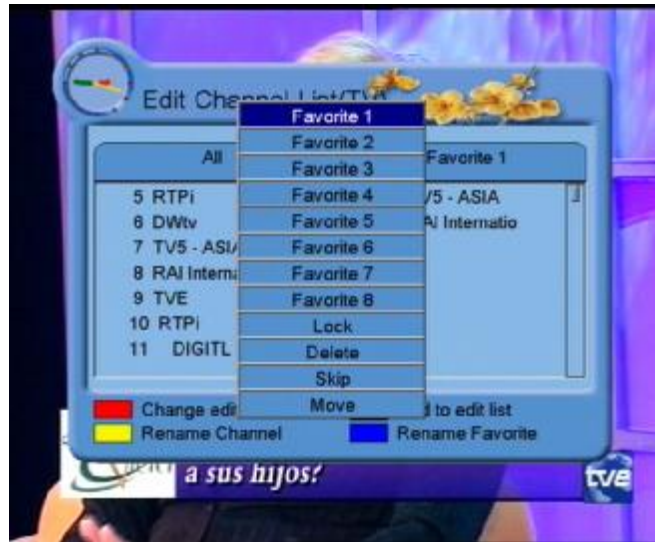 Edit Channel List(TV)
Favorite 1
Favorite 2
Favorite 3
Favorite 4
Favorite 5
Favorite 6
Favorite 7
Favorite 8
Lock
Delete
Skip
Move
All
Favorite 1
5 RTPi
6 DWtv
7 TV5 - ASIA
8 RAI Interna
9 TVE
10 RTPi
11 DIGITL
/5 - ASIA
AI Internatio
Change edi
d to edit list
Rename Channel
Rename Favorite
a sus hijos?
tve